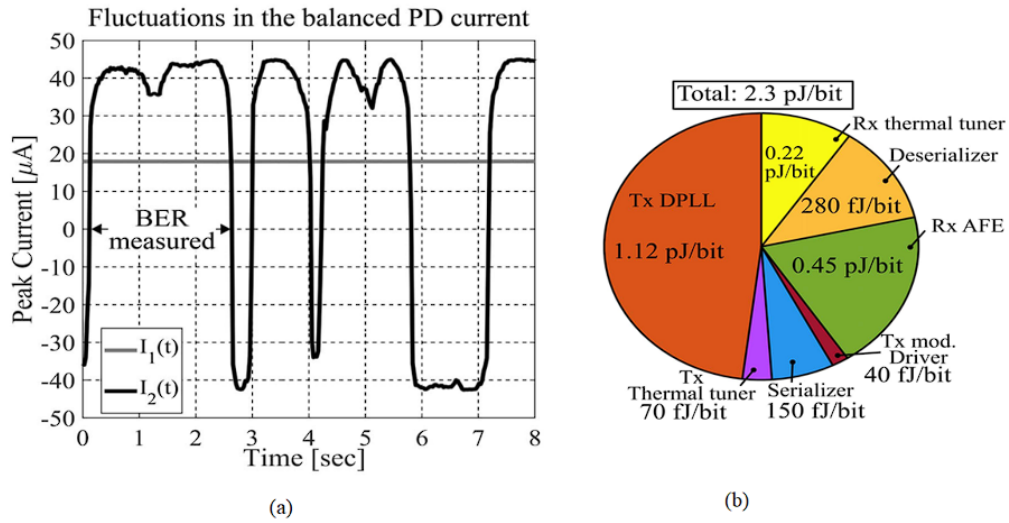 Fluctuations in the balanced PD current
Peak Current [μA]
50
40
30
20
10
0
-10
-20
-30
-40
-50
BER
measured
I₁(t)
I₂(t)
0 1 2 3 4 5 6 7 8
Time [sec]
(a)
Total: 2.3 pJ/bit
Rx thermal tuner
0.22
pJ/bit
Deserializer
280 fJ/bit
Rx AFE
0.45 pJ/bit
Tx DPLL
1.12 pJ/bit
Tx mod.
Driver
40 fJ/bit
Serializer
150 fJ/bit
Tx
Thermal tuner
70 fJ/bit
(b)